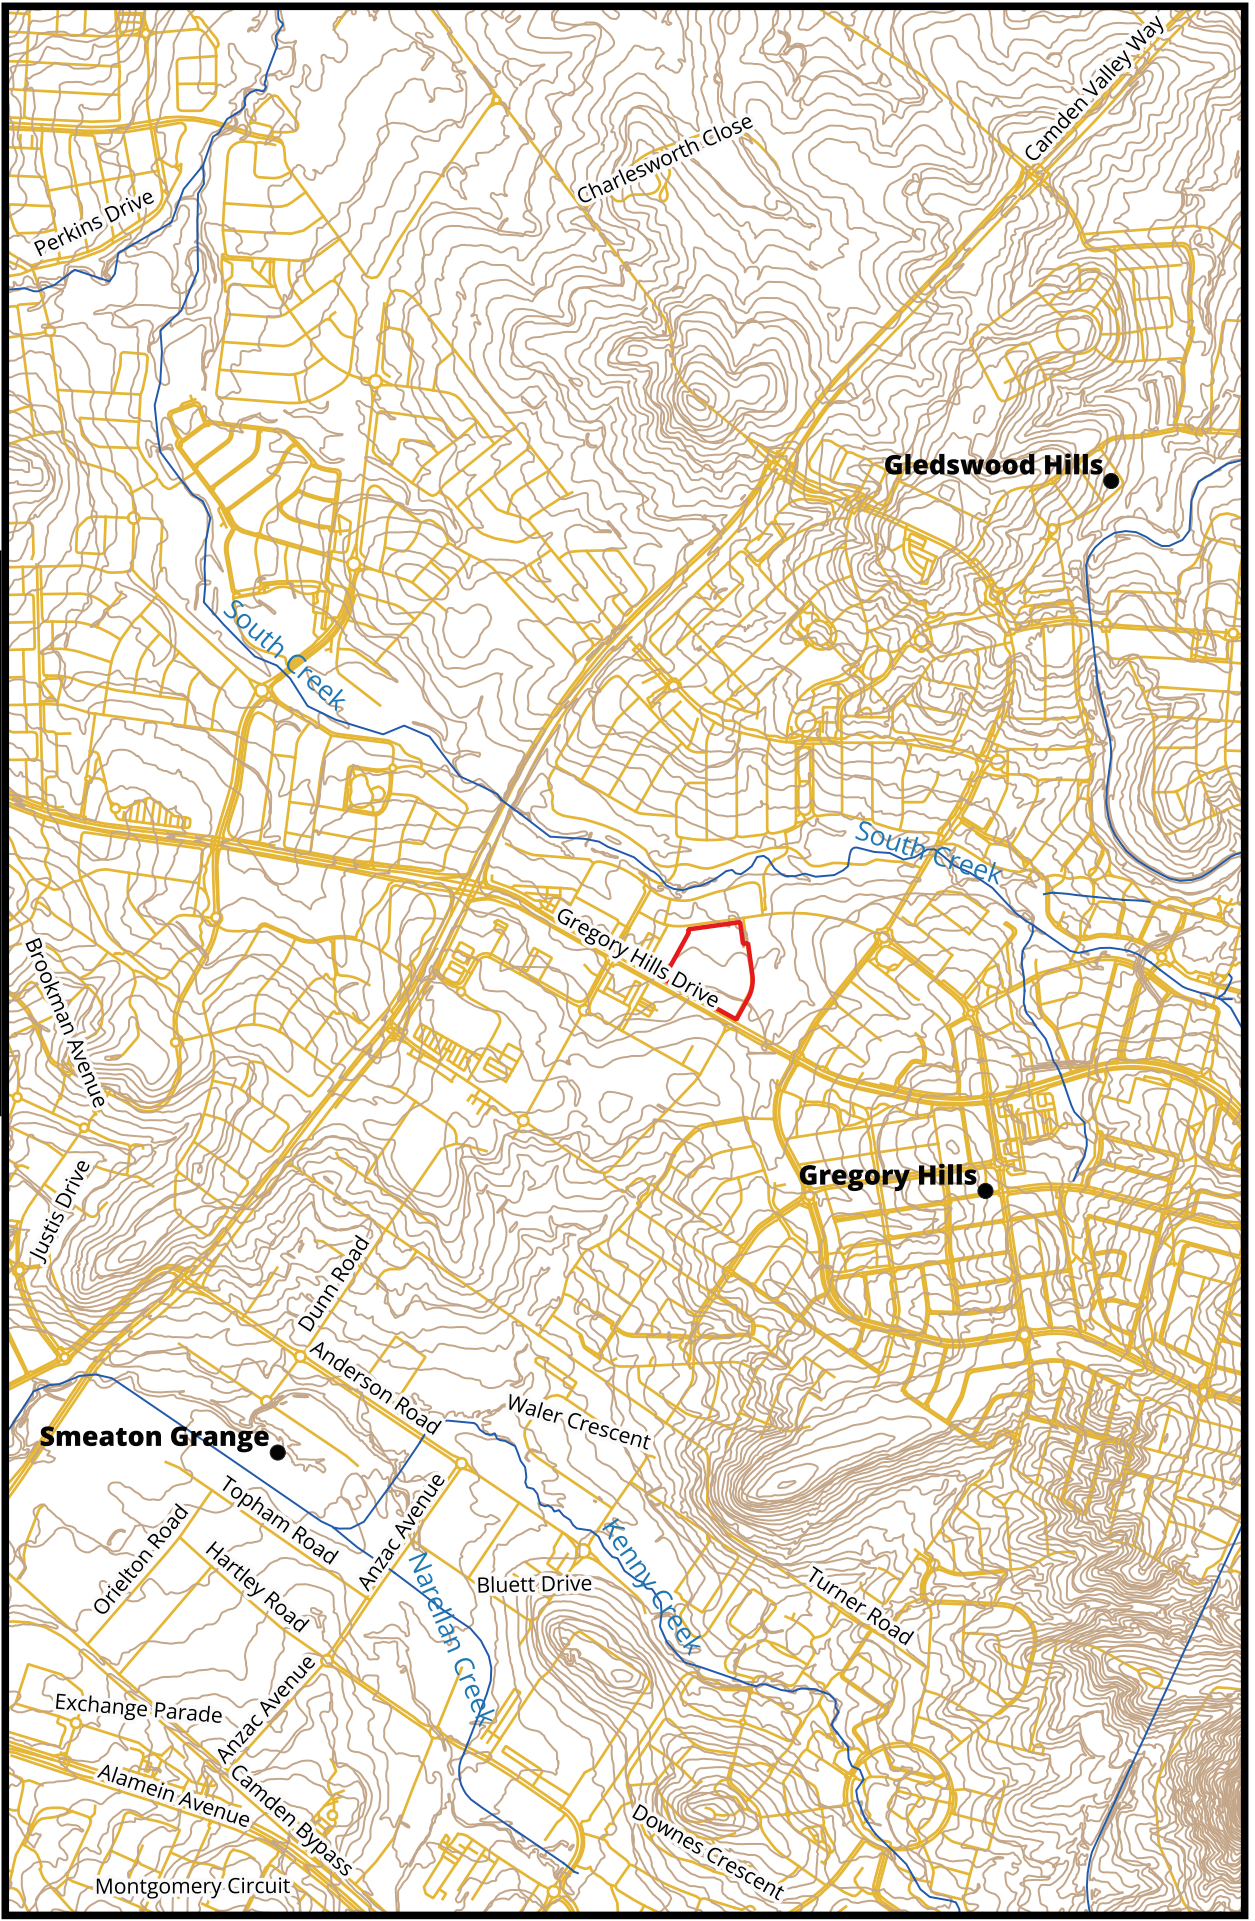 Camden Valley Way
Charlesworth Close
Perkins Drive
Gledswood Hills
South Creek
South Creek
Gregory Hills Drive
Brookman Avenue
Justis Drive
Gregory Hills
Dunn Road
Anderson Road
Waler Crescent
Smeaton Grange
Topham Road
Anzac Avenue
Orielton Road
Hartley Road
Narellan Creek
Bluett Drive
Kenny Creek
Turner Road
Exchange Parade
Anzac Avenue
Alamein Avenue
Camden Bypass
Downes Crescent
Montgomery Circuit